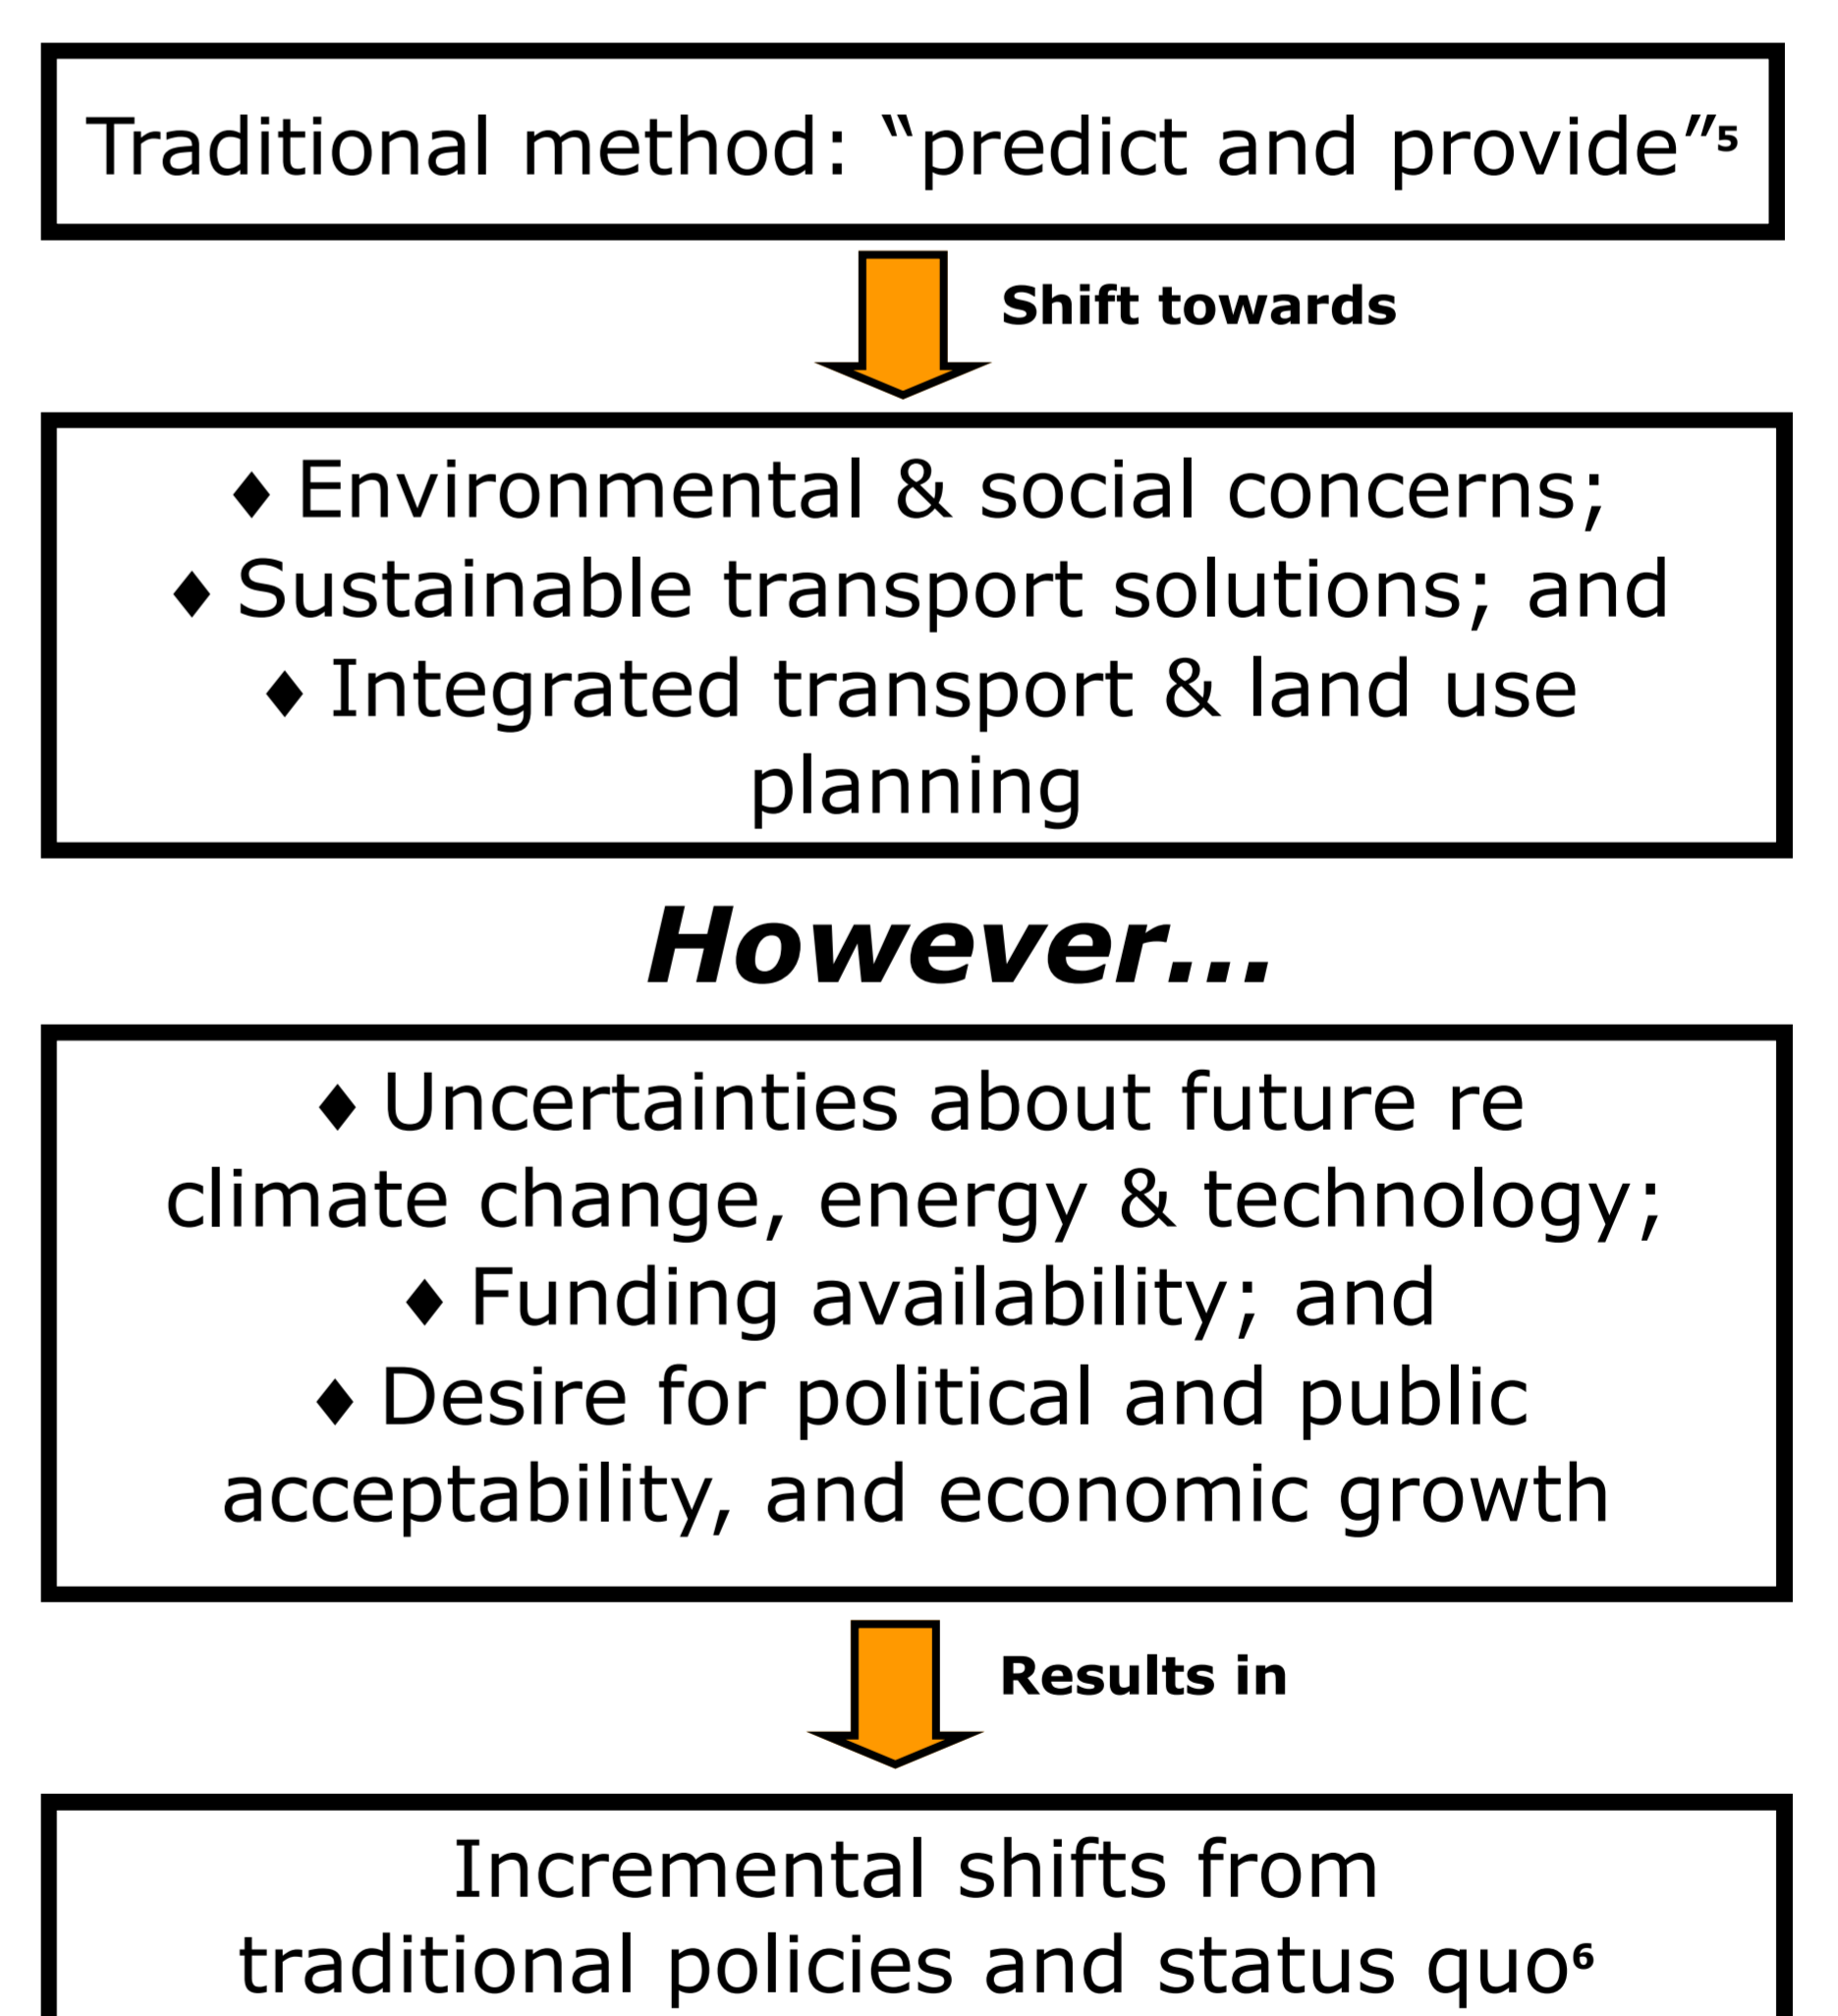 Traditional method: “predict and provide”⁵
Shift towards
♦ Environmental & social concerns;
♦ Sustainable transport solutions; and
♦ Integrated transport & land use
planning
However...
♦ Uncertainties about future re
climate change, energy & technology;
♦ Funding availability; and
♦ Desire for political and public
acceptability, and economic growth
Results in
Incremental shifts from
traditional policies and status quo⁶